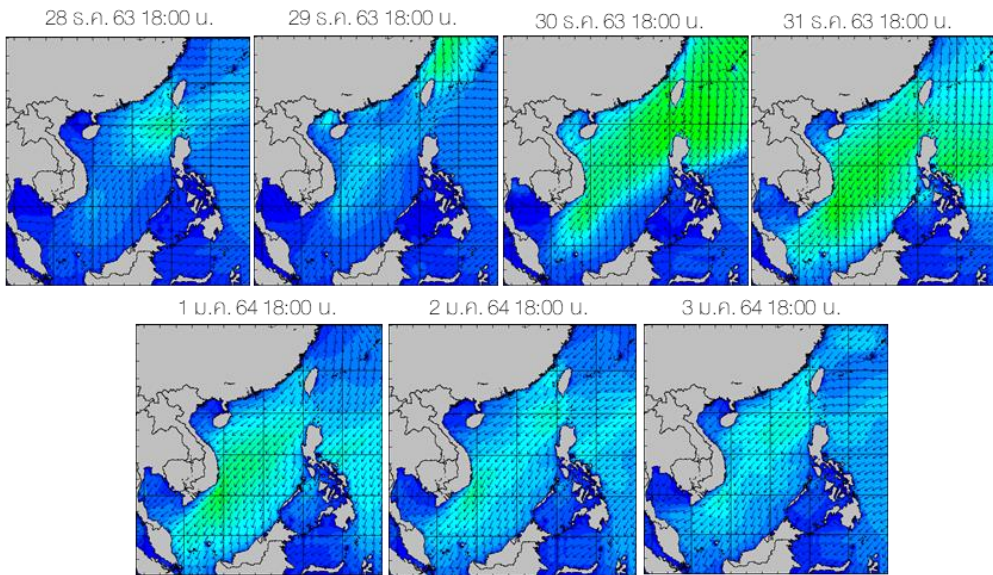 28 ธ.ค. 63 18:00 น.
29 ธ.ค. 63 18:00 น.
30 ธ.ค. 63 18:00 น.
31 ธ.ค. 63 18:00 น.
1 ม.ค. 64 18:00 น.
2 ม.ค. 64 18:00 น.
3 ม.ค. 64 18:00 น.